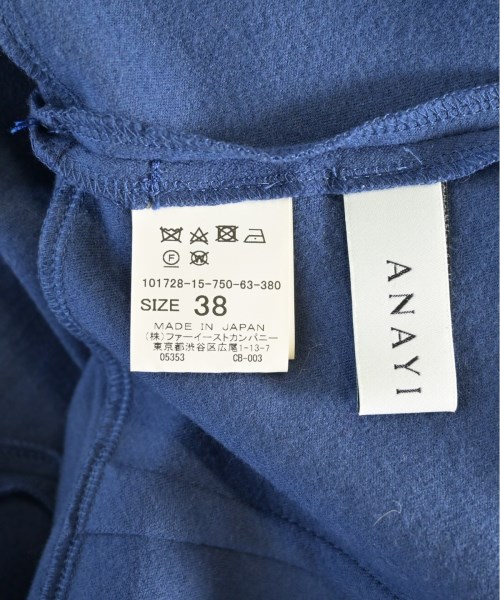 101728-15-750-63-380
SIZE 38
MADE IN JAPAN
(株)ファーイーストカンパニー
東京都渋谷区広尾1-13-7
05353 CB-003
ANAYI